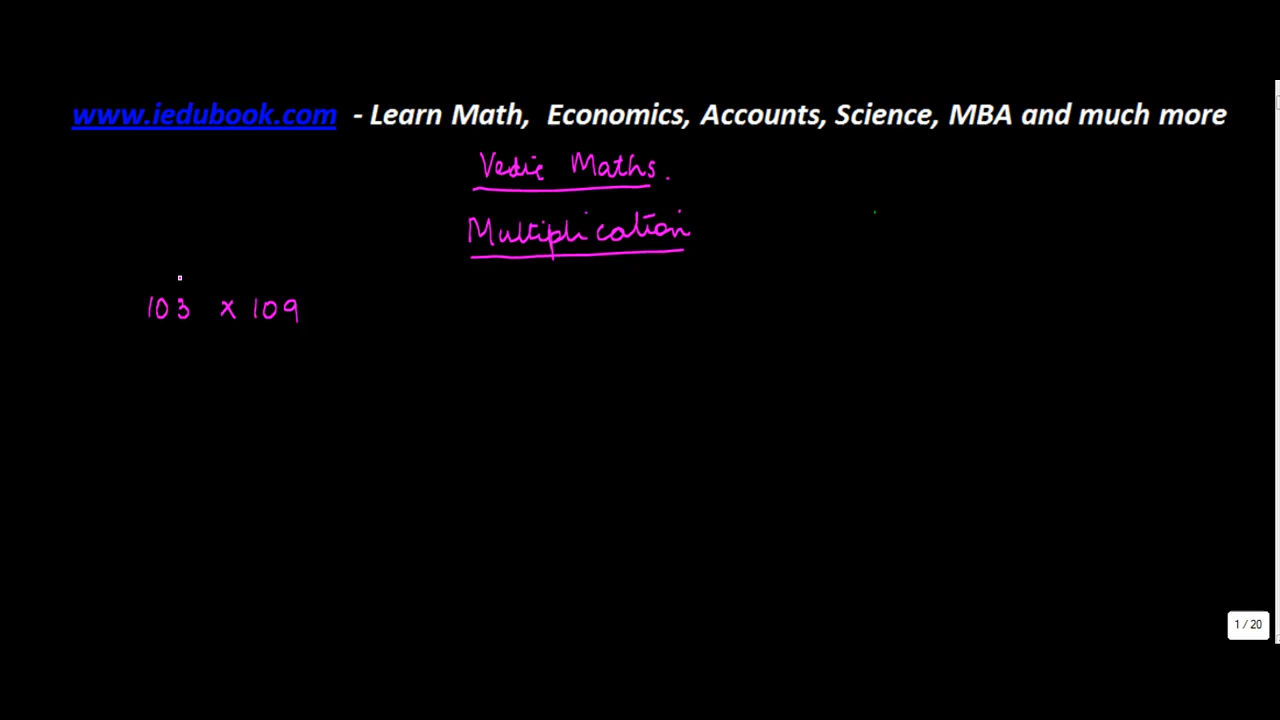 www.iedubook.com - Learn Math, Economics, Accounts, Science, MBA and much more
Vedic Maths.
Multiplication
103 x 109
1 / 20